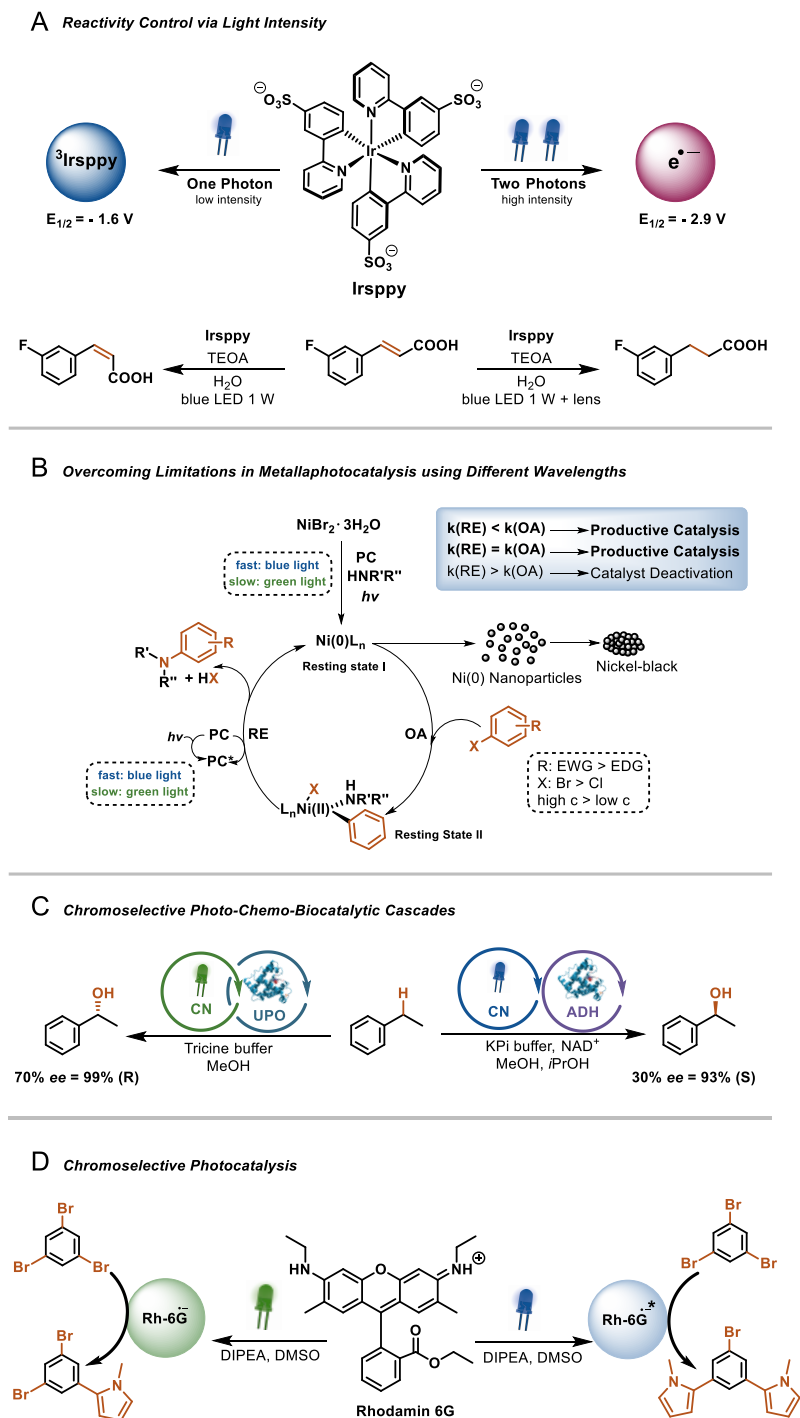 A Reactivity Control via Light Intensity
⊖
SO3
⊖
SO3
N
3Irsppy
Ir
e•−
One Photon
low intensity
N
N
Two Photons
high intensity
E1/2 = - 1.6 V
E1/2 = - 2.9 V
SO3
⊖
Irsppy
F
COOH
Irsppy
TEOA
H2O
blue LED 1 W
F
COOH
Irsppy
TEOA
H2O
blue LED 1 W + lens
F
COOH
B Overcoming Limitations in Metallaphotocatalysis using Different Wavelengths
NiBr2·3H2O
k(RE) < k(OA) Productive Catalysis
k(RE) = k(OA) Productive Catalysis
k(RE) > k(OA) Catalyst Deactivation
fast: blue light
slow: green light
PC
HNR'R"
hv
R'
N
R"
R
+ HX
Ni(0)Ln
Resting state I
Ni(0) Nanoparticles
Nickel-black
hv
PC
RE
PC*
OA
X
R
fast: blue light
slow: green light
R: EWG > EDG
X: Br > Cl
high c > low c
X
H
LnNi(II)
NR'R"
Resting State II
C Chromoselective Photo-Chemo-Biocatalytic Cascades
OH
CN
UPO
Tricine buffer
MeOH
H
CN
ADH
KPi buffer, NAD+
MeOH, iPrOH
OH
70% ee = 99% (R)
30% ee = 93% (S)
D Chromoselective Photocatalysis
Br
Br
Br
Rh-6G•−
Br
Br
N
DIPEA, DMSO
HN
O
NH
⊕
O
O
Rhodamin 6G
DIPEA, DMSO
Rh-6G•−*
Br
Br
Br
Br
N
N